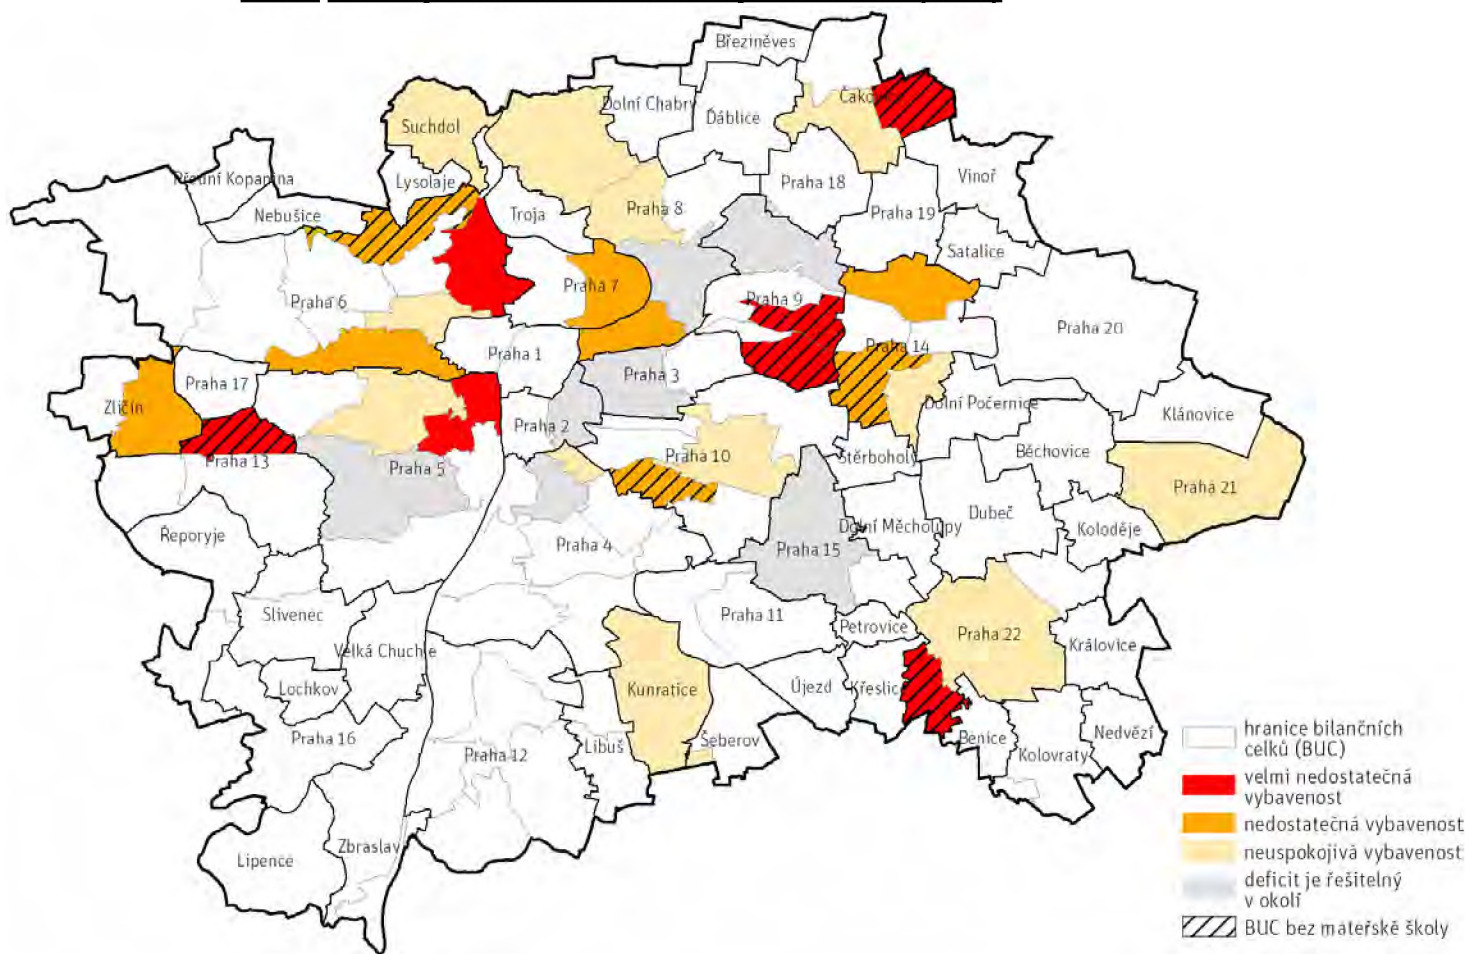 Březiněves
Dolní Chabry
Ďáblice
Suchdol
Přední Kopanina
Lysolaje
Nebušice
Troja
Praha 8
Praha 18
Vinoř
Praha 19
Satalice
Praha 6
Praha 7
Praha 9
Praha 20
Praha 14
Praha 1
Praha 17
Praha 3
Zličín
Praha 2
Dolní Počernice
Klánovice
Praha 13
Praha 5
Praha 10
Štěrboholy
Běchovice
Praha 21
Řeporyje
Praha 4
Praha 15
Dolní Měcholupy
Dubeč
Koloděje
Slivenec
Praha 11
Petrovice
Praha 22
Královice
Velká Chuchle
Lochkov
Kunratice
Újezd
Křeslic
Praha 16
Praha 12
Libuš
Šeberov
Benice
Kolovraty
Nedvězí
Lipence
Zbraslav
hranice bilančních
celků (BUC)
velmi nedostatečná
vybavenost
nedostatečná vybavenost
neuspokojivá vybavenost
deficit je řešitelný
v okolí
BUC bez mateřské školy